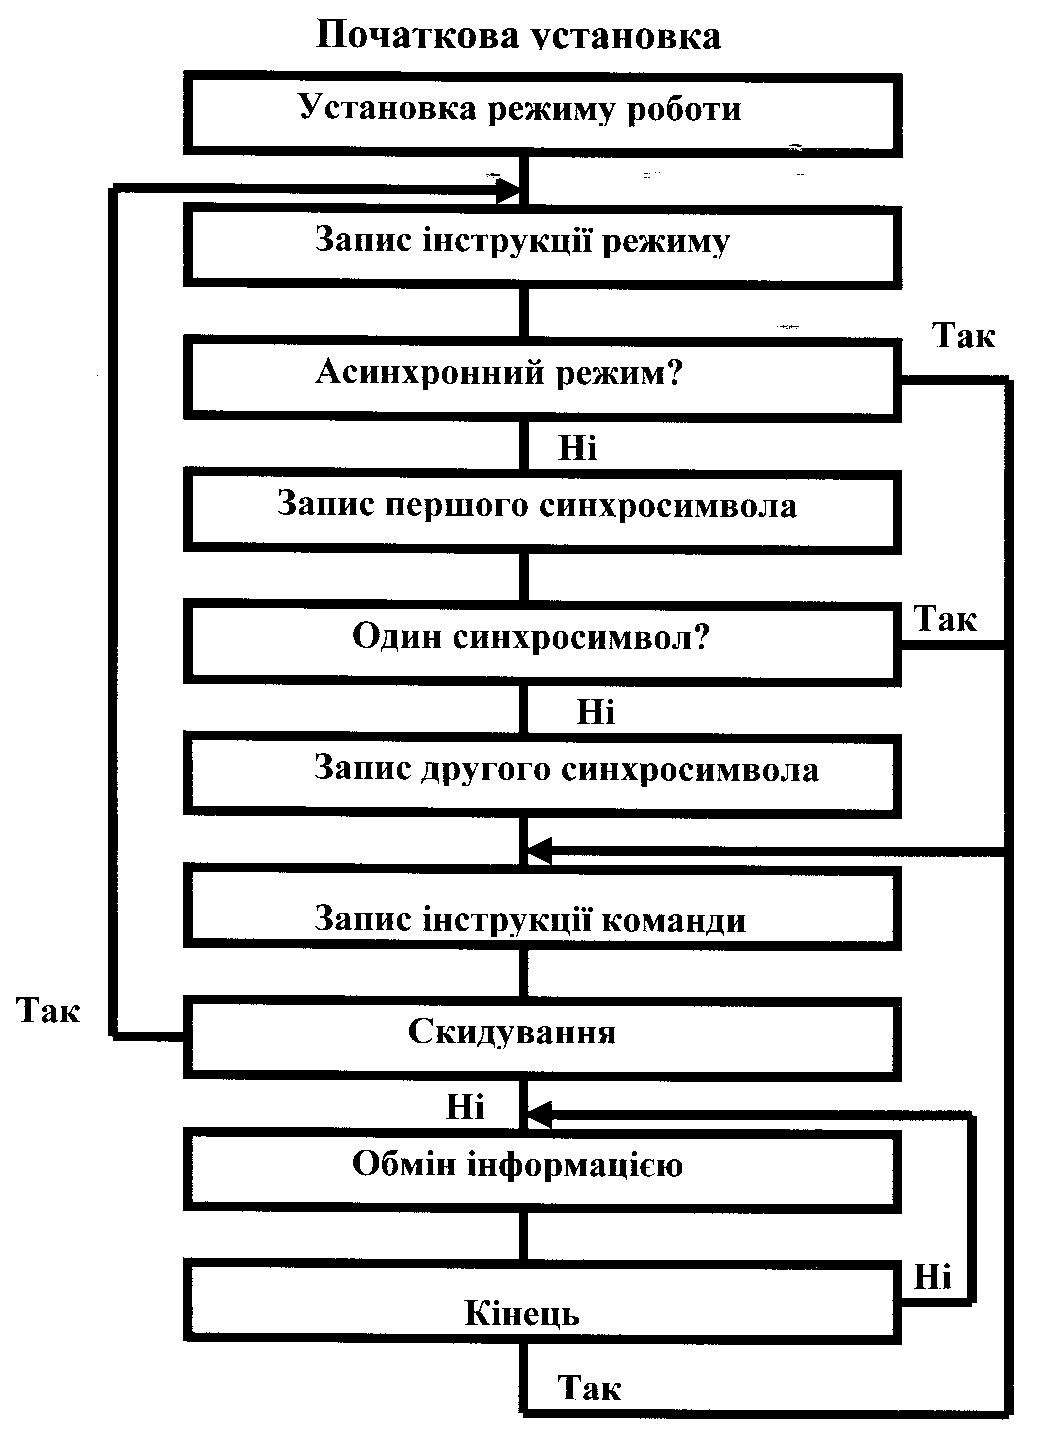 Початкова установка
Установка режиму роботи
Запис інструкції режиму
Так
Асинхронний режим?
Ні
Запис першого синхросимвола
Так
Один синхросимвол?
Ні
Запис другого синхросимвола
Запис інструкції команди
Так
Скидування
Ні
Обмін інформацією
Ні
Кінець
Так